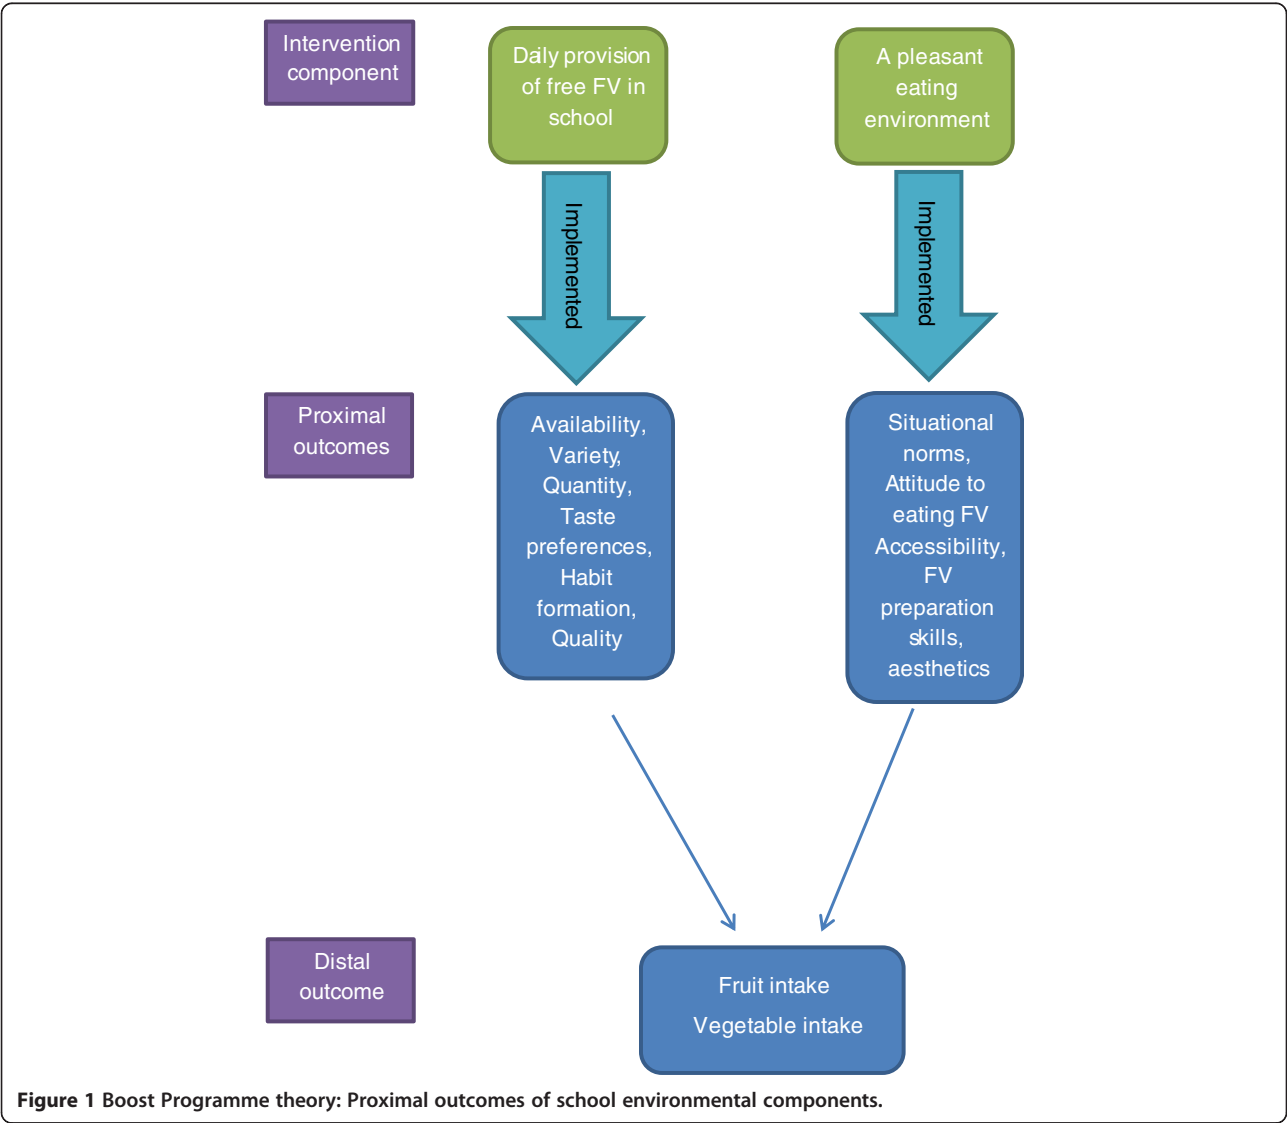 Intervention
component
Daily provision
of free FV in
school
A pleasant
eating
environment
Implemented
Implemented
Proximal
outcomes
Availability,
Variety,
Quantity,
Taste
preferences,
Habit
formation,
Quality
Situational
norms,
Attitude to
eating FV
Accessibility,
FV
preparation
skills,
aesthetics
Distal
outcome
Fruit intake
Vegetable intake
Figure 1 Boost Programme theory: Proximal outcomes of school environmental components.